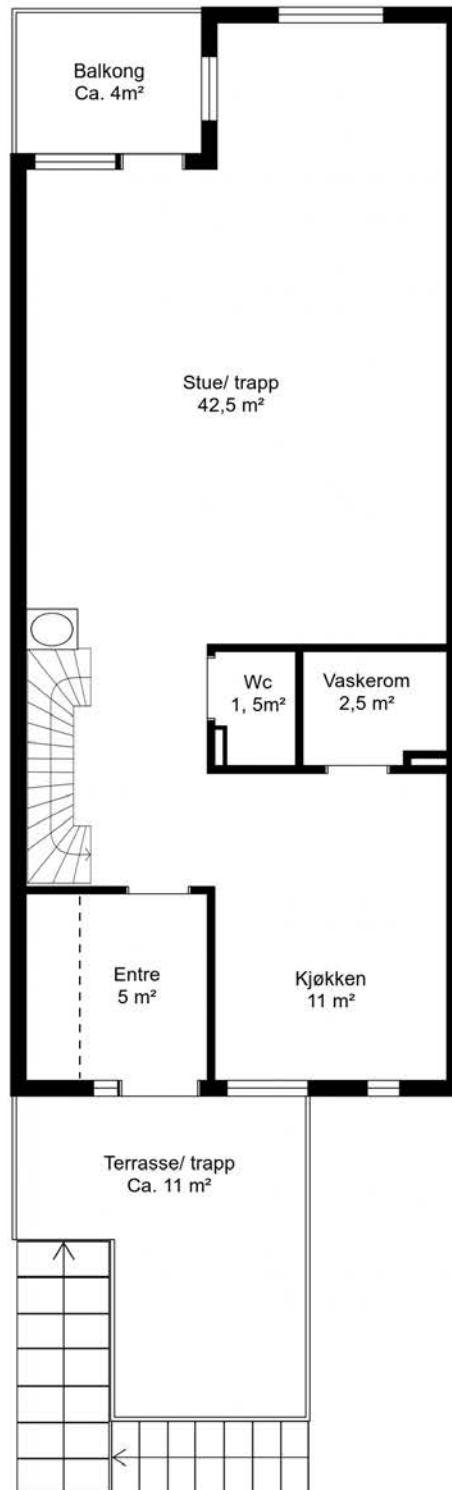 Balkong
Ca. 4m²
Stue/ trapp
42,5 m²
Wc
1, 5m²
Vaskerom
2,5 m²
Entre
5 m²
Kjøkken
11 m²
Terrasse/ trapp
Ca. 11 m²